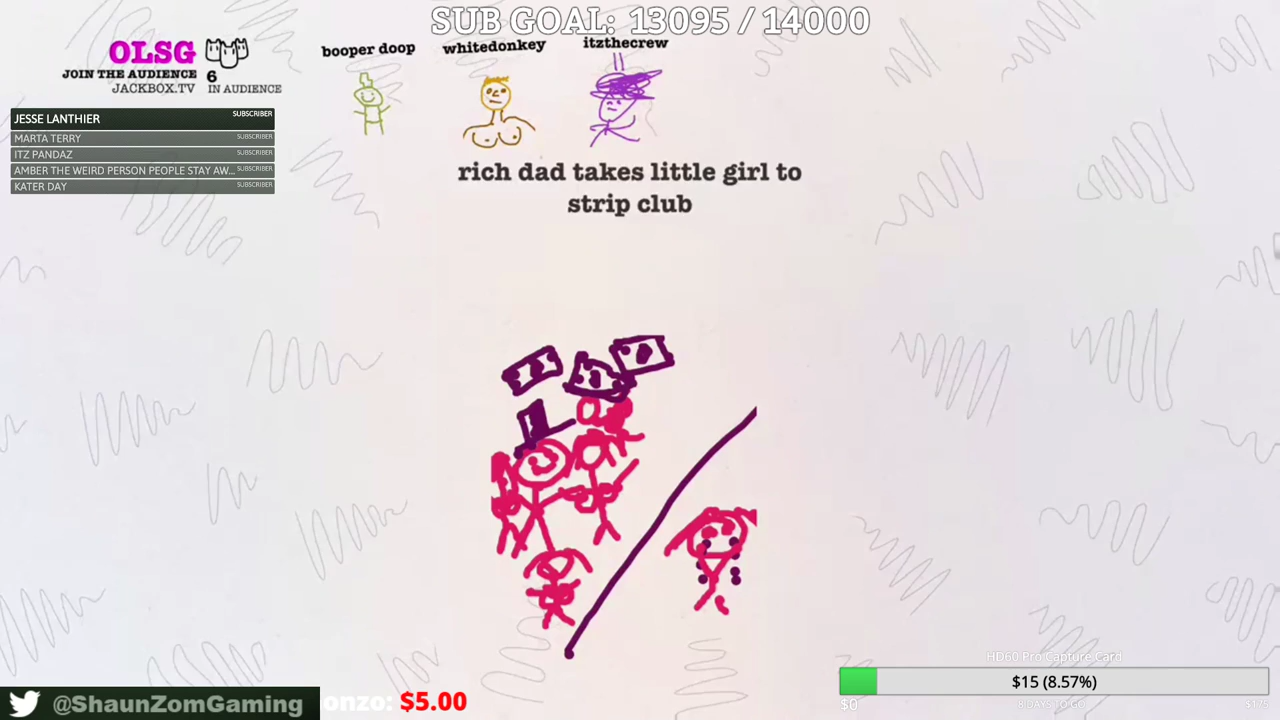 SUB GOAL: 13095 / 14000
OLSG
JOIN THE AUDIENCE
JACKBOX.TV
6
IN AUDIENCE
booper doop
whitedonkey
itzthecrew
JESSE LANTHIER SUBSCRIBER
MARTA TERRY SUBSCRIBER
ITZ PANDAZ SUBSCRIBER
AMBER THE WEIRD PERSON PEOPLE STAY AW... SUBSCRIBER
KATER DAY SUBSCRIBER
rich dad takes little girl to
strip club
HD60 Pro Capture Card
$15 (8.57%)
$0
$175
@ShaunZomGaming
onzo: $5.00